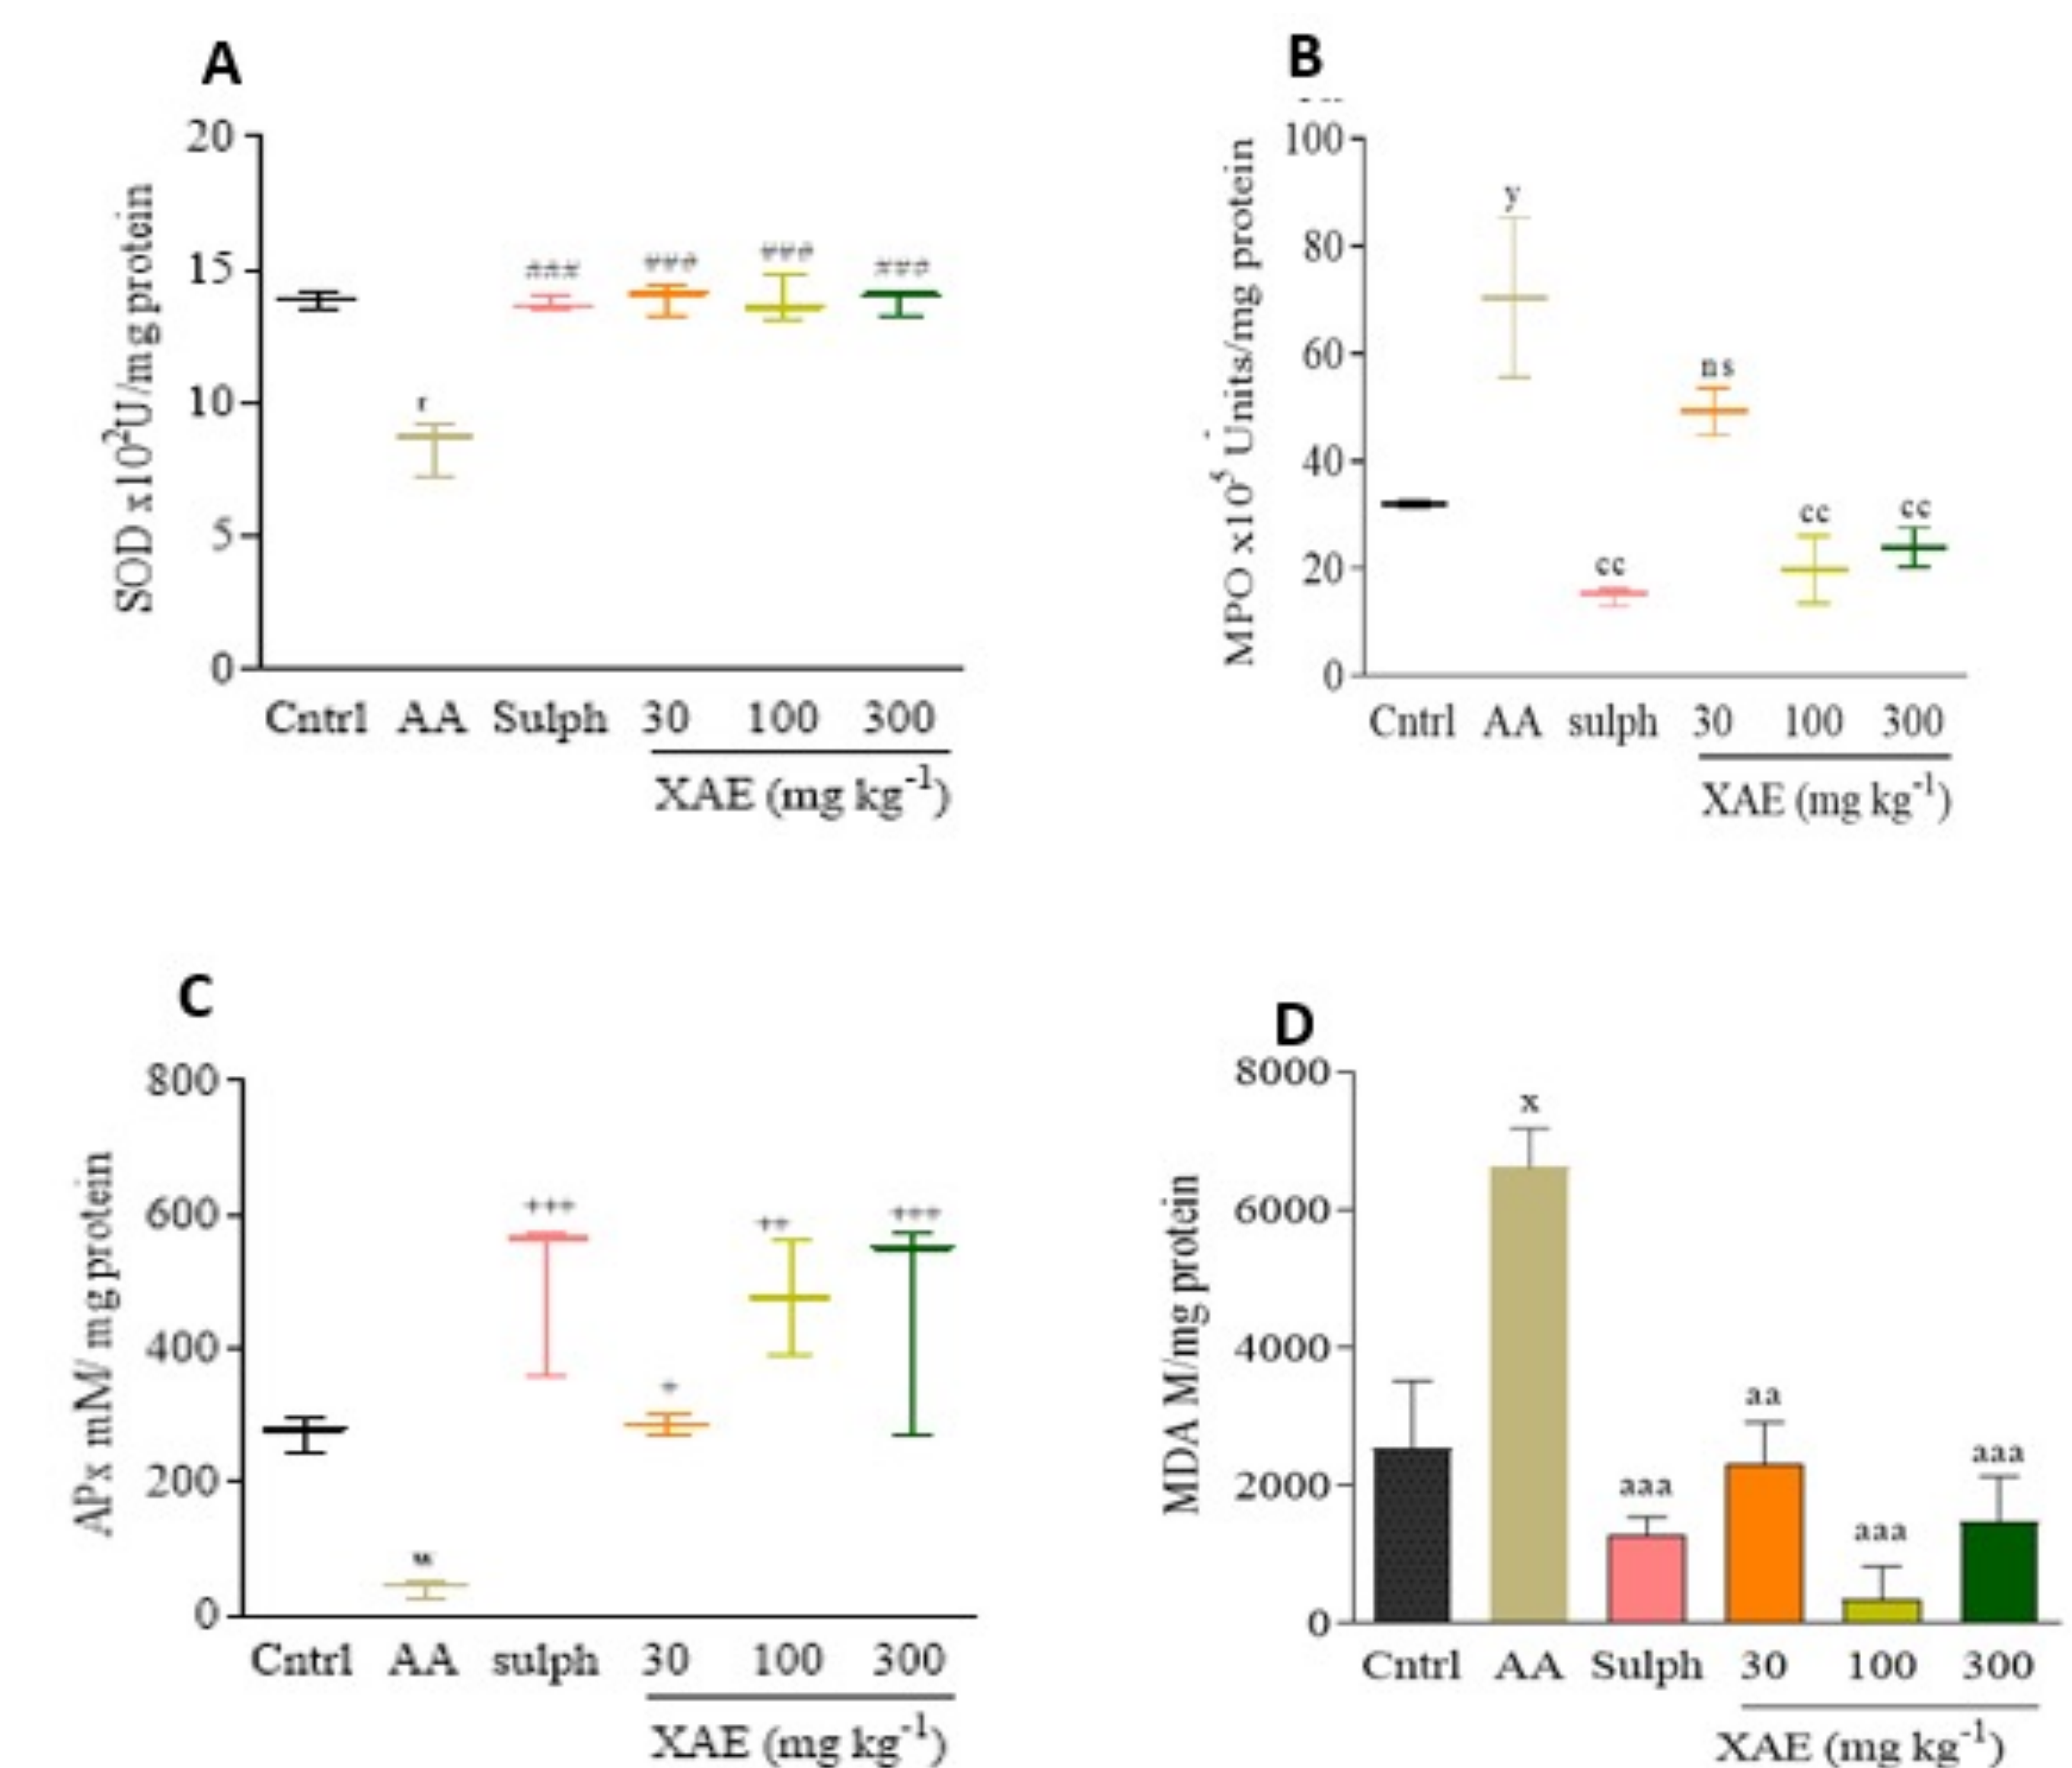 A
SOD x10²U/mg protein
20
15
10
5
0
r
###
###
###
###
Cntrl AA Sulph 30 100 300
XAE (mg kg⁻¹)
B
MPO x10⁵ Units/mg protein
100
80
60
40
20
0
y
cc
ns
cc
cc
Cntrl AA sulph 30 100 300
XAE (mg kg⁻¹)
C
APx mM/ mg protein
800
600
400
200
0
w
+++
+
++
+++
Cntrl AA sulph 30 100 300
XAE (mg kg⁻¹)
D
MDA M/mg protein
8000
6000
4000
2000
0
x
aaa
aa
aaa
aaa
Cntrl AA Sulph 30 100 300
XAE (mg kg⁻¹)